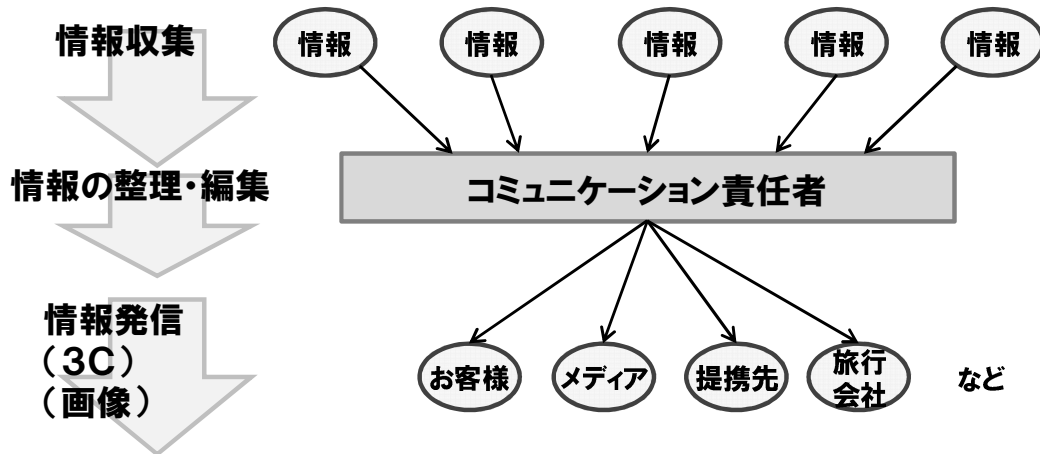 情報収集
情報
情報
情報
情報
情報
情報の整理・編集
コミュニケーション責任者
情報発信
（３C）
（画像）
お客様
メディア
提携先
旅行
会社
など